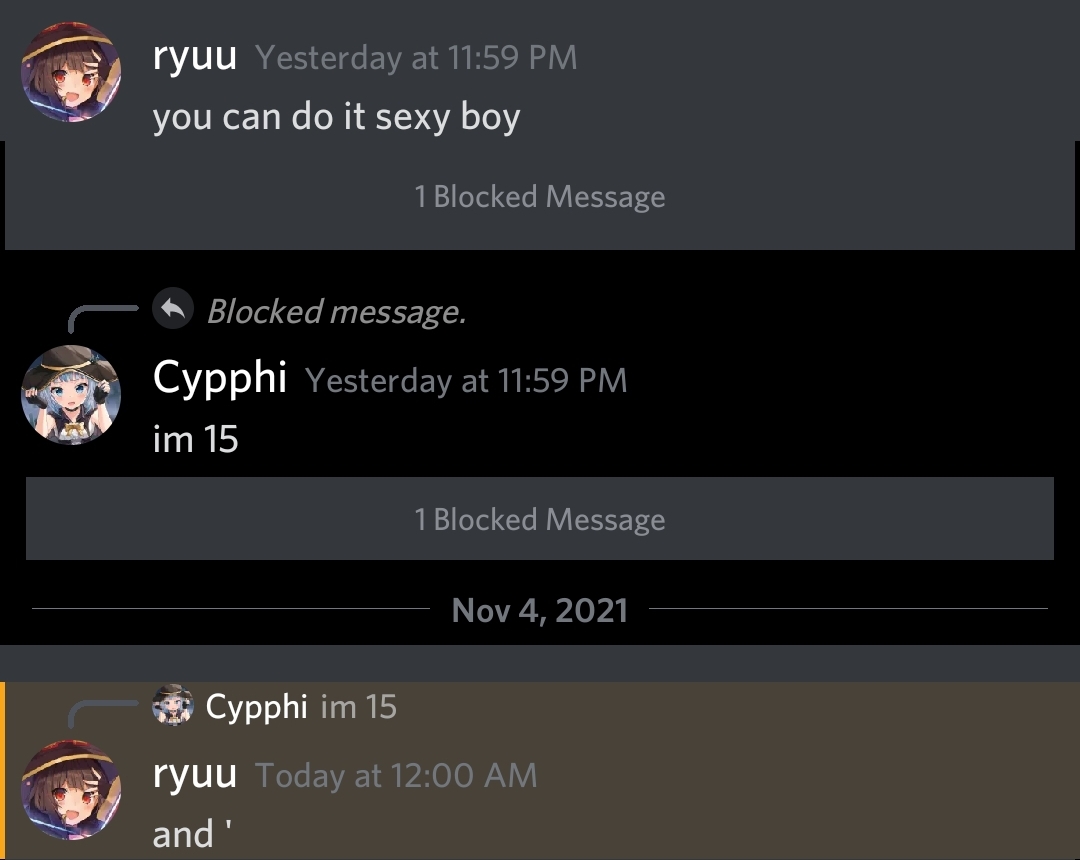 ryuu Yesterday at 11:59 PM
you can do it sexy boy
1 Blocked Message
Blocked message.
Cypphi Yesterday at 11:59 PM
im 15
1 Blocked Message
Nov 4, 2021
Cypphi im 15
ryuu Today at 12:00 AM
and '